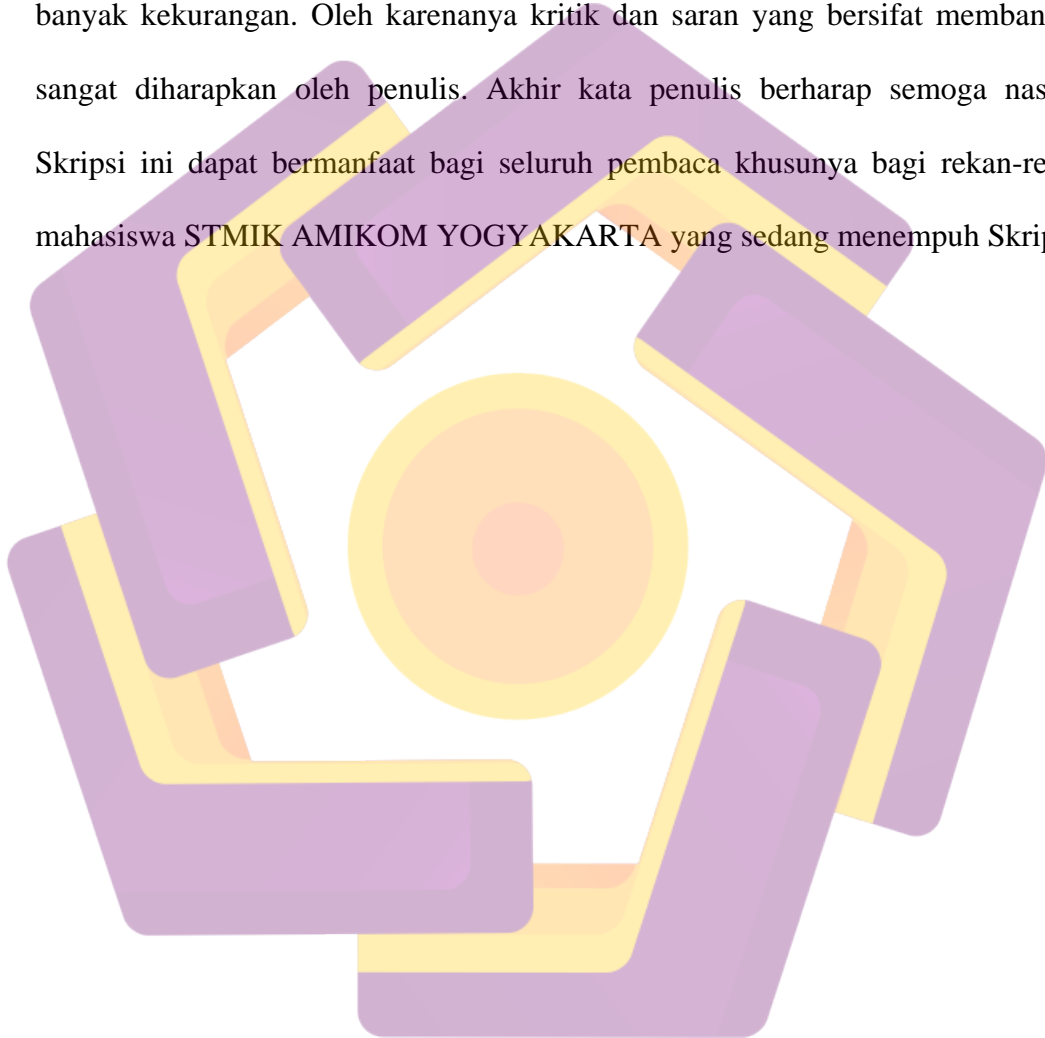 banyak kekurangan. Oleh karenanya kritik dan saran yang bersifat memban
sangat diharapkan oleh penulis. Akhir kata penulis berharap semoga nas
Skripsi ini dapat bermanfaat bagi seluruh pembaca khusunya bagi rekan-re
mahasiswa STMIK AMIKOM YOGYAKARTA yang sedang menempuh Skrip